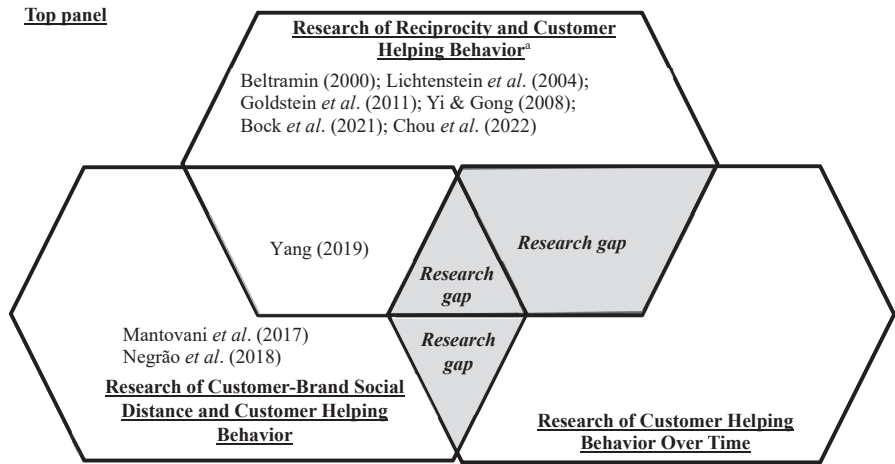 Top panel
Research of Reciprocity and Customer
Helping Behaviorᵃ
Beltramin (2000); Lichtenstein et al. (2004);
Goldstein et al. (2011); Yi & Gong (2008);
Bock et al. (2021); Chou et al. (2022)
Yang (2019)
Research gap
Research
gap
Research
gap
Mantovani et al. (2017)
Negrão et al. (2018)
Research of Customer-Brand Social
Distance and Customer Helping
Behavior
Research of Customer Helping
Behavior Over Time